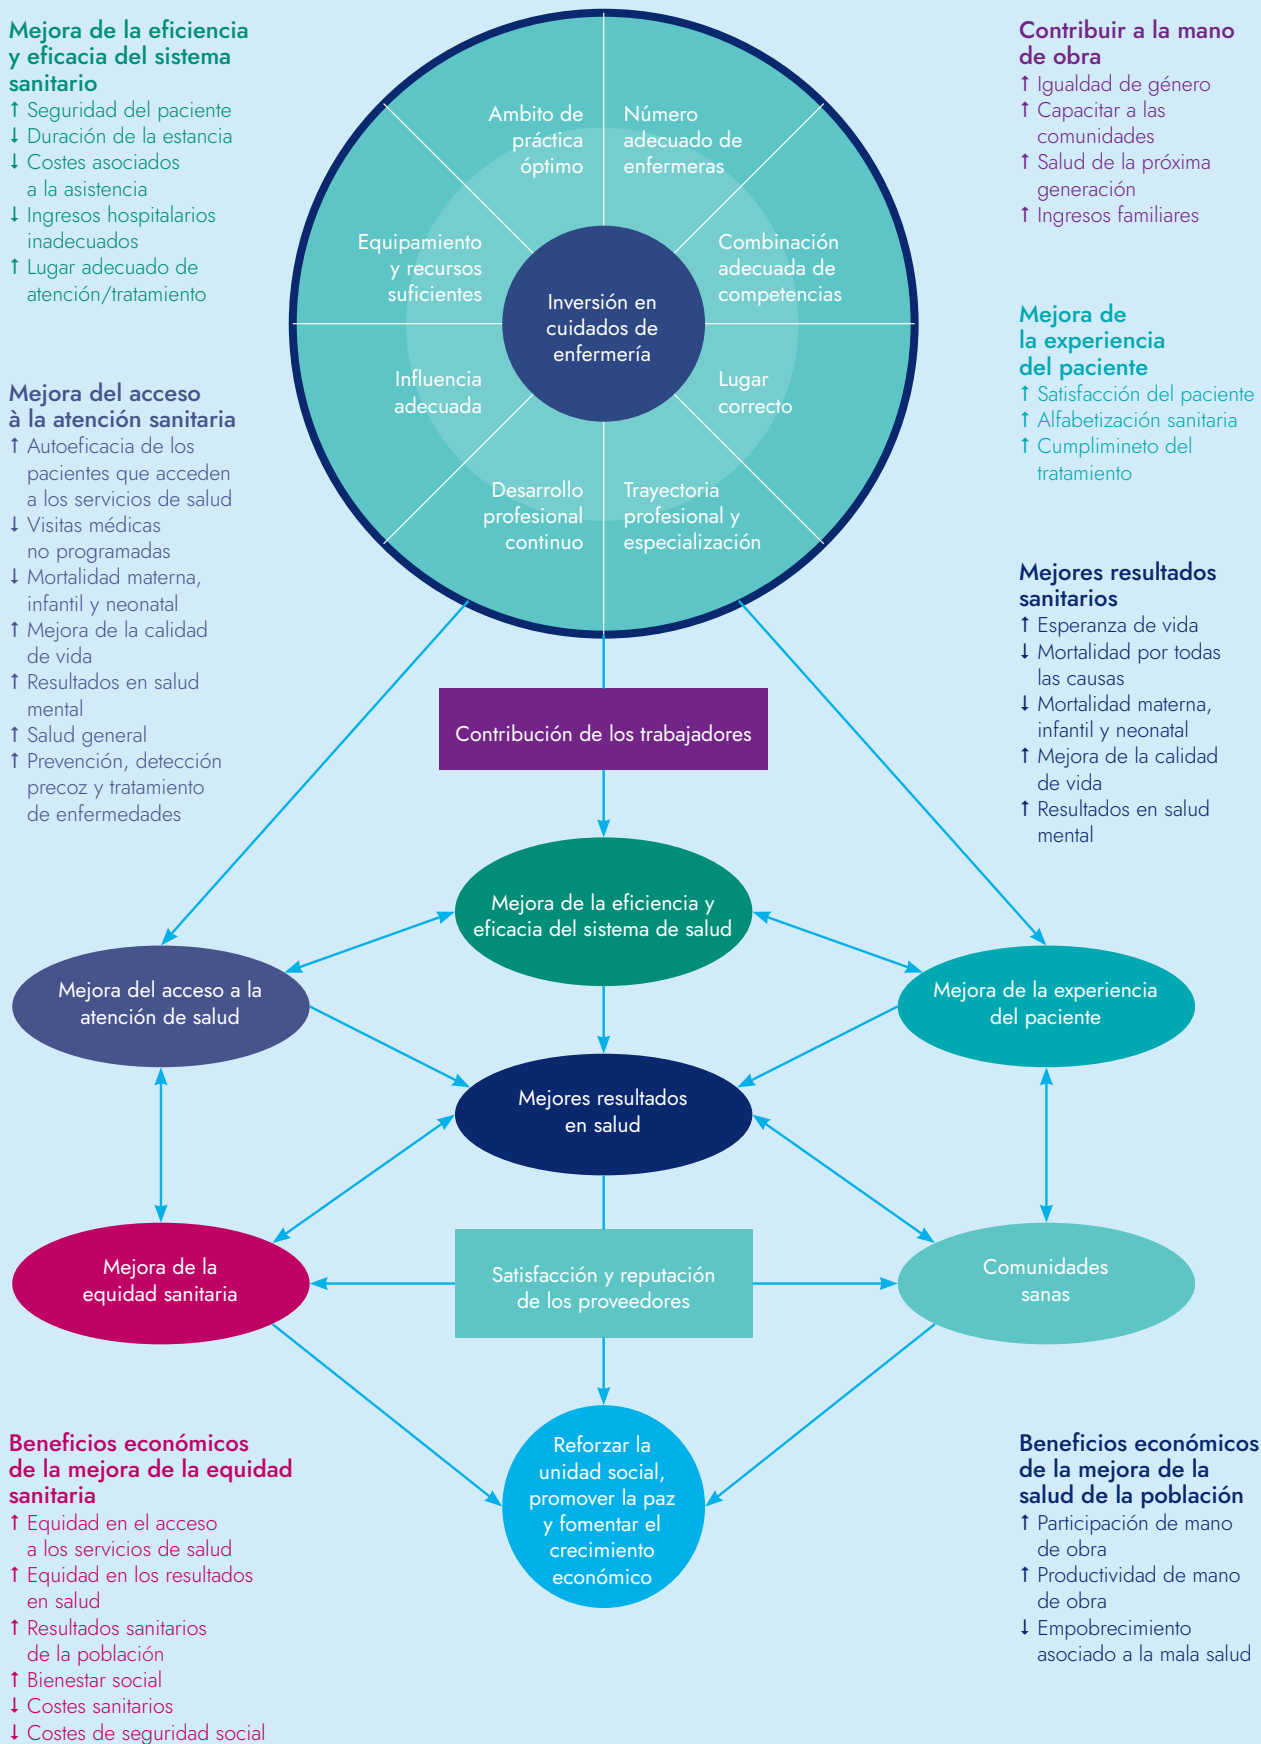 Mejora de la eficiencia
y eficacia del sistema
sanitario
↑ Seguridad del paciente
↓ Duración de la estancia
↓ Costes asociados
a la asistencia
↓ Ingresos hospitalarios
inadecuados
↑ Lugar adecuado de
atención/tratamiento
Mejora del acceso
à la atención sanitaria
↑ Autoeficacia de los
pacientes que acceden
a los servicios de salud
↓ Visitas médicas
no programadas
↓ Mortalidad materna,
infantil y neonatal
↑ Mejora de la calidad
de vida
↑ Resultados en salud
mental
↑ Salud general
↑ Prevención, detección
precoz y tratamiento
de enfermedades
Ambito de
práctica
óptimo
Número
adecuado de
enfermeras
Equipamiento
y recursos
suficientes
Combinación
adecuada de
competencias
Inversión en
cuidados de
enfermería
Influencia
adecuada
Lugar
correcto
Desarrollo
profesional
continuo
Trayectoria
profesional y
especialización
Contribuir a la mano
de obra
↑ Igualdad de género
↑ Capacitar a las
comunidades
↑ Salud de la próxima
generación
↑ Ingresos familiares
Mejora de
la experiencia
del paciente
↑ Satisfacción del paciente
↑ Alfabetización sanitaria
↑ Cumplimineto del
tratamiento
Mejores resultados
sanitarios
↑ Esperanza de vida
↓ Mortalidad por todas
las causas
↓ Mortalidad materna,
infantil y neonatal
↑ Mejora de la calidad
de vida
↑ Resultados en salud
mental
Contribución de los trabajadores
Mejora de la eficiencia y
eficacia del sistema de salud
Mejora del acceso a la
atención de salud
Mejora de la experiencia
del paciente
Mejores resultados
en salud
Mejora de la
equidad sanitaria
Satisfacción y reputación
de los proveedores
Comunidades
sanas
Reforzar la
unidad social,
promover la paz
y fomentar el
crecimiento
económico
Beneficios económicos
de la mejora de la equidad
sanitaria
↑ Equidad en el acceso
a los servicios de salud
↑ Equidad en los resultados
en salud
↑ Resultados sanitarios
de la población
↑ Bienestar social
↓ Costes sanitarios
↓ Costes de seguridad social
Beneficios económicos
de la mejora de la
salud de la población
↑ Participación de mano
de obra
↑ Productividad de mano
de obra
↓ Empobrecimiento
asociado a la mala salud